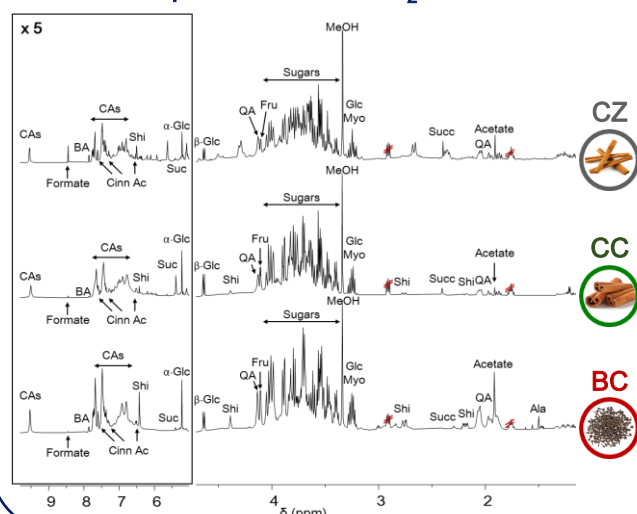 2
x 5
MeOH
CAs
Sugars
α-Glc
QA
Fru
Glc
Myo
CZ
CAs
BA
Shi
β-Glc
Succ
Acetate
QA
Formate
Cinn Ac
Suc
MeOH
CAs
Sugars
α-Glc
QA
Fru
Glc
Myo
CC
CAs
BA
Shi
Suc
β-Glc
Shi
Shi
Succ
Shi
QA
Acetate
Formate
Cinn Ac
MeOH
CAs
Sugars
α-Glc
QA
Fru
Glc
Myo
Acetate
BC
CAs
BA
Shi
Suc
β-Glc
Shi
Shi
Succ
Shi
QA
Ala
Formate
Cinn Ac
9 8 7 6 4 3 2
δ (ppm)